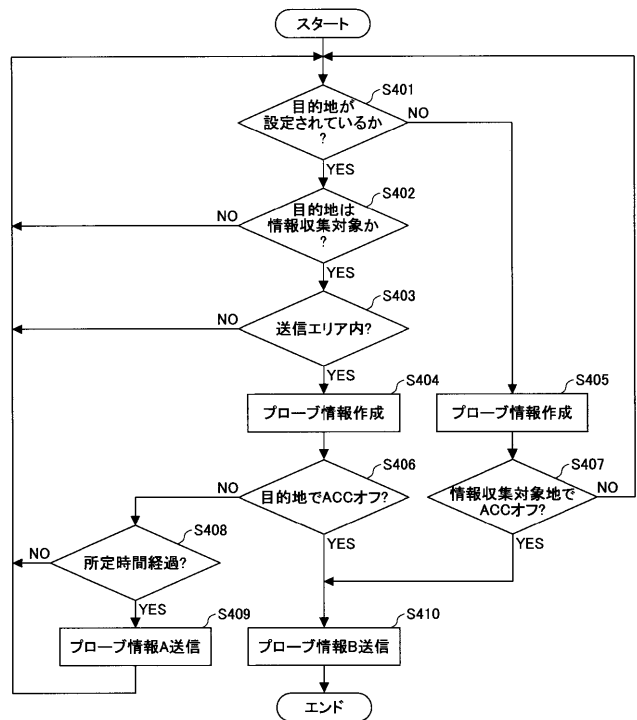 スタート
S401
目的地が
設定されているか
?
NO
YES
S402
目的地は
情報収集対象か
?
NO
YES
S403
送信エリア内?
NO
YES
S404
プローブ情報作成
S405
プローブ情報作成
S406
目的地でACCオフ?
NO
YES
S407
情報収集対象地で
ACCオフ?
NO
YES
S408
所定時間経過?
NO
YES
S409
プローブ情報A送信
S410
プローブ情報B送信
エンド